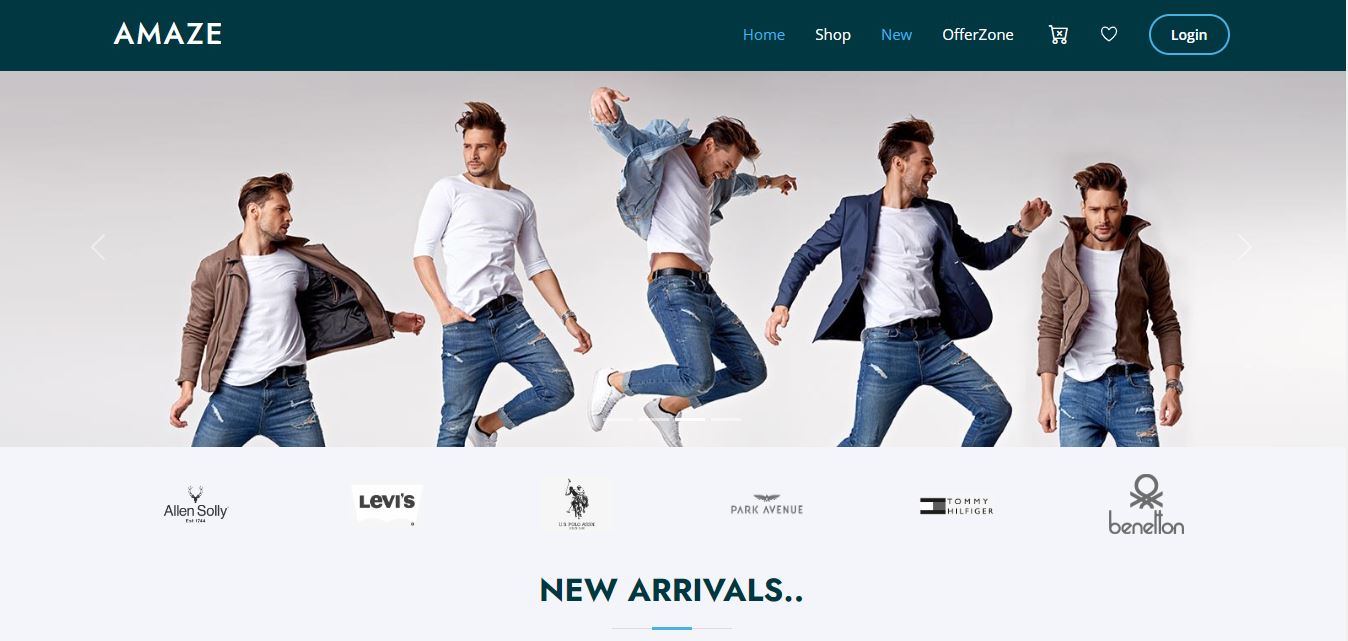 AMAZE
Home Shop New OfferZone Login
Allen Solly
Est 1744
LEVI'S
U.S. POLO ASSN.
PARK AVENUE
TOMMY
HILFIGER
benetton
NEW ARRIVALS..